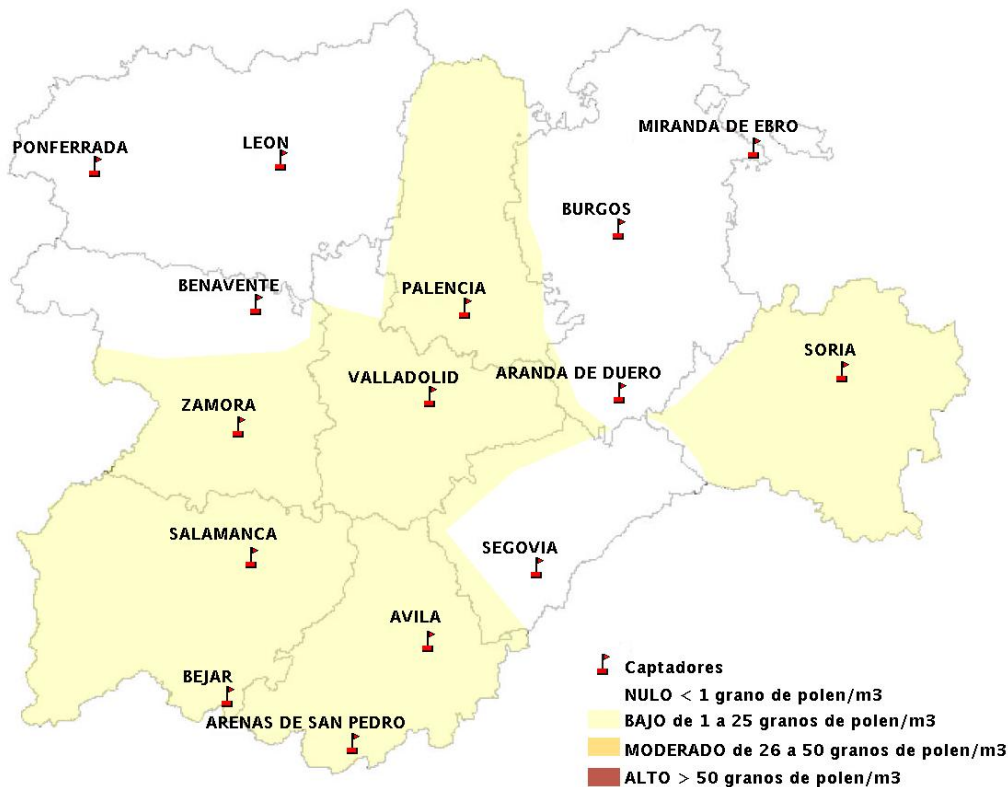 MIRANDA DE EBRO
PONFERRADA
LEON
BURGOS
BENAVENTE
PALENCIA
SORIA
VALLADOLID
ARANDA DE DUERO
ZAMORA
SALAMANCA
SEGOVIA
AVILA
BEJAR
ARENAS DE SAN PEDRO
Captadores
NULO < 1 grano de polen/m3
BAJO de 1 a 25 granos de polen/m3
MODERADO de 26 a 50 granos de polen/m3
ALTO > 50 granos de polen/m3